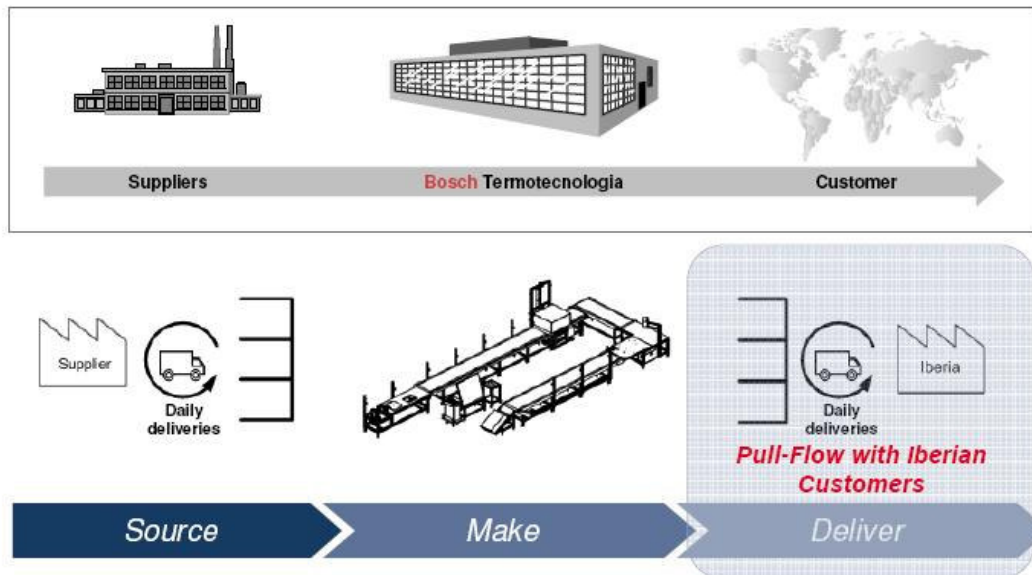 Suppliers
Bosch Termotecnologia
Customer
Supplier
Daily
deliveries
Iberia
Daily
deliveries
Pull-Flow with Iberian
Customers
Source
Make
Deliver